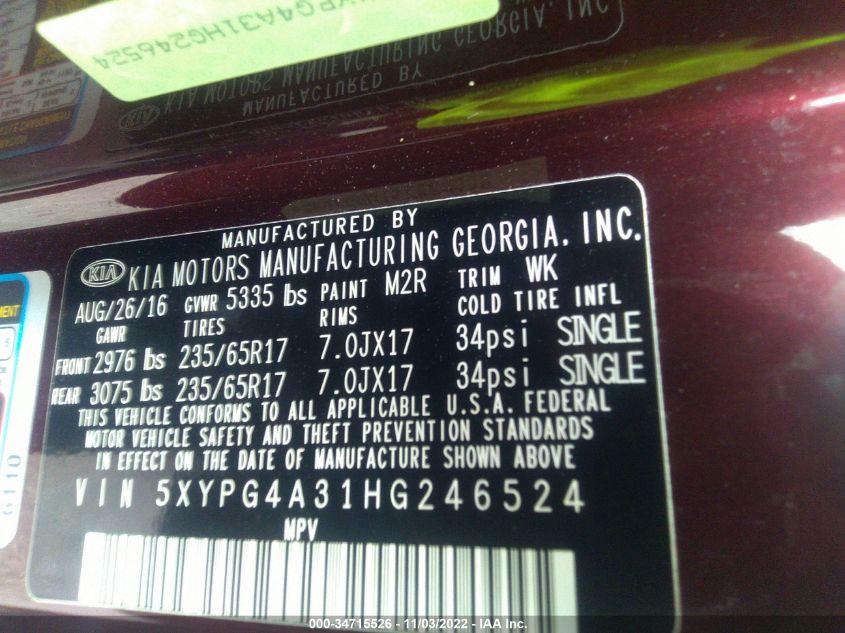 MANUFACTURED BY
KIA KIA MOTORS MANUFACTURING GEORGIA, INC.
AUG/26/16 GVWR 5335 lbs PAINT M2R TRIM WK
GAWR TIRES RIMS COLD TIRE INFL
FRONT 2976 lbs 235/65R17 7.0JX17 34psi SINGLE
REAR 3075 lbs 235/65R17 7.0JX17 34psi SINGLE
THIS VEHICLE CONFORMS TO ALL APPLICABLE U.S.A. FEDERAL
MOTOR VEHICLE SAFETY AND THEFT PREVENTION STANDARDS
IN EFFECT ON THE DATE OF MANUFACTURE SHOWN ABOVE
VIN 5XYPG4A31HG246524
MPV
000-34715526 - 11/03/2022 - IAA Inc.